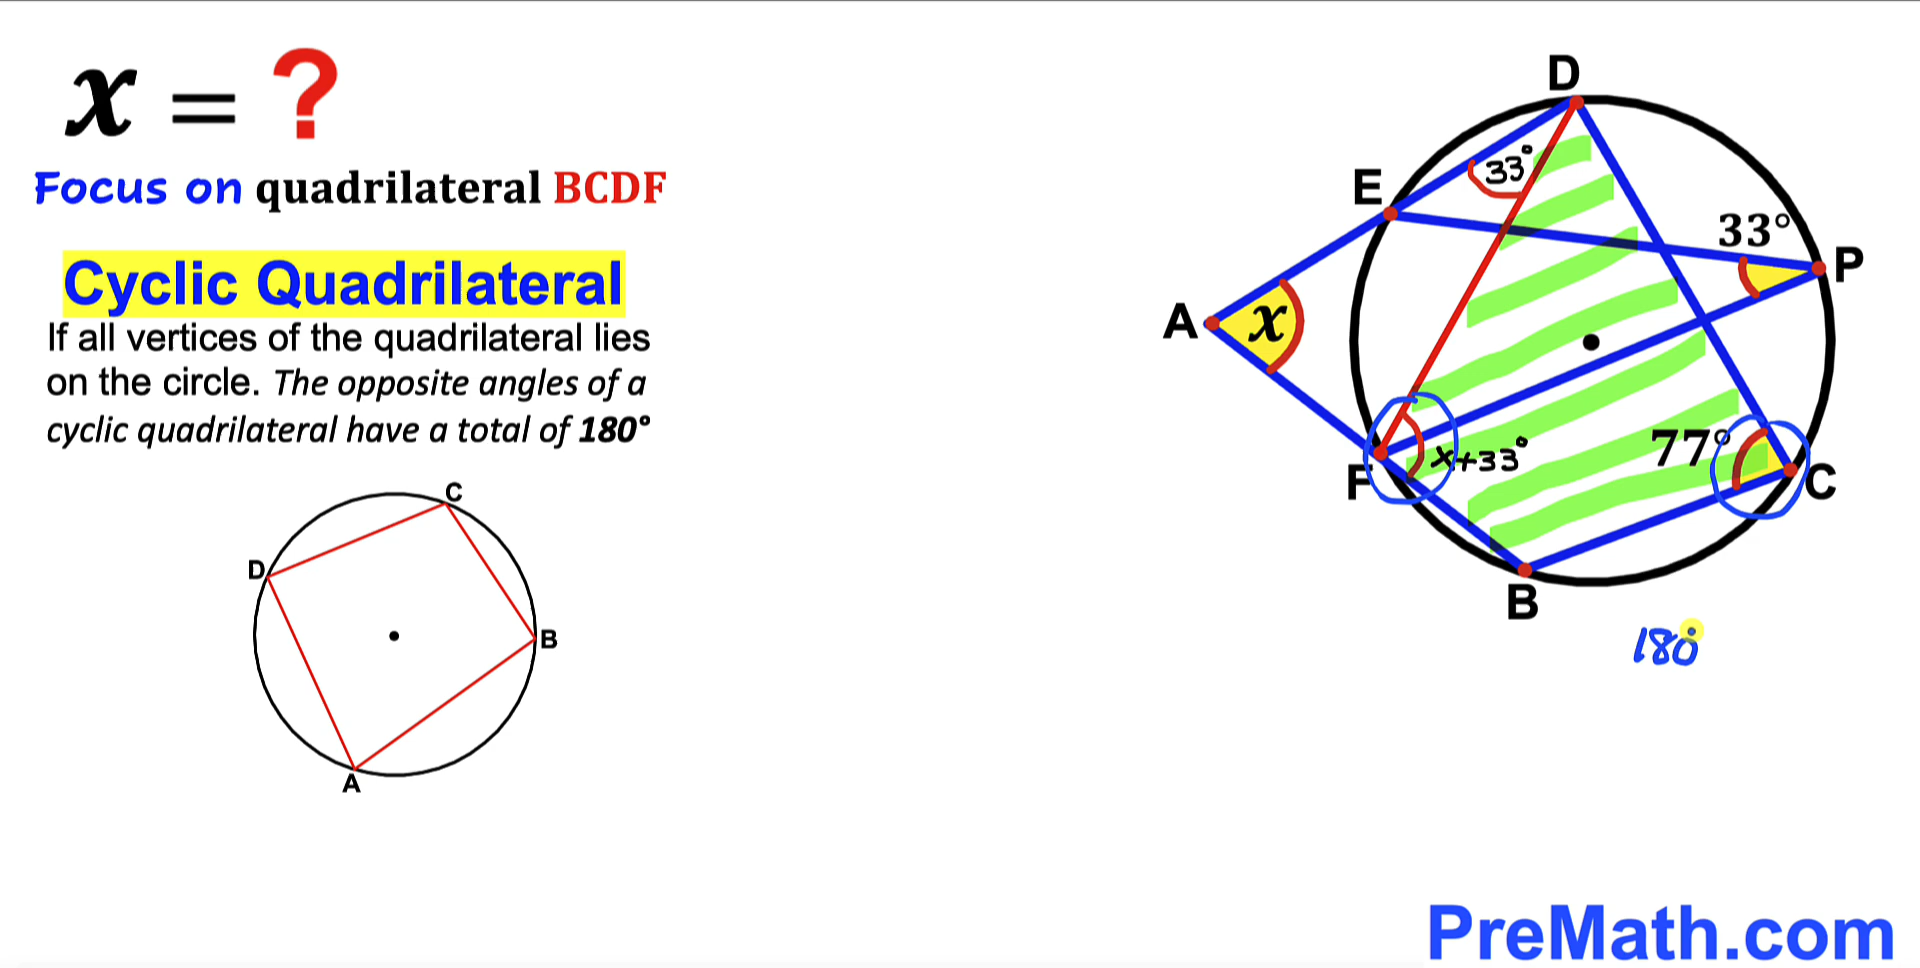 x = ?
Focus on quadrilateral BCDF
Cyclic Quadrilateral
If all vertices of the quadrilateral lies
on the circle. The opposite angles of a
cyclic quadrilateral have a total of 180°
C
D
B
A
D
33°
E
33°
P
A
x
77°
x+33°
F
C
B
180°
PreMath.com